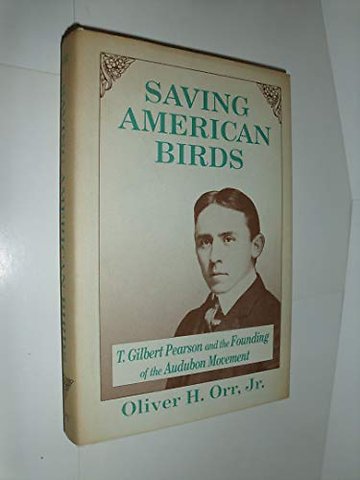 SAVING
AMERICAN
BIRDS
T. Gilbert Pearson and the Founding
of the Audubon Movement
Oliver H. Orr, Jr.